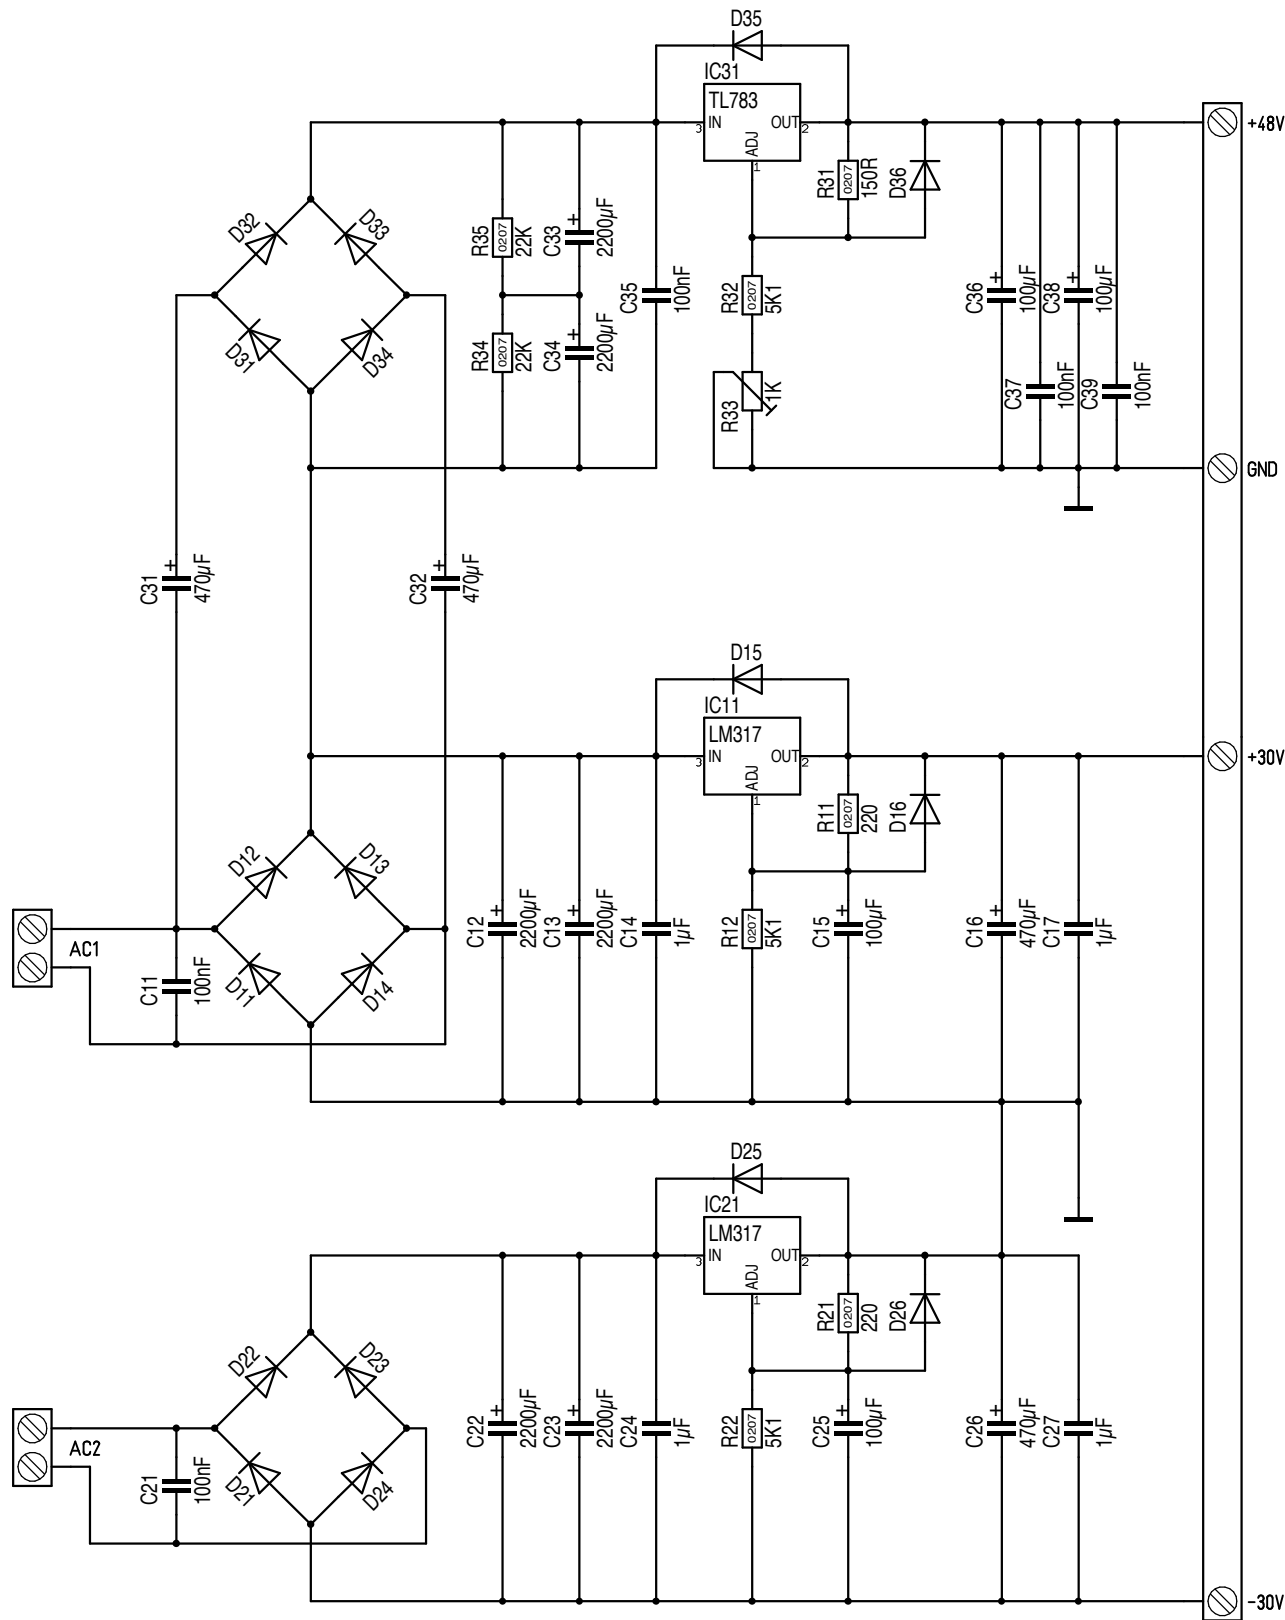 D35
IC31
TL783
IN
OUT
ADJ
3
2
1
+48V
R31
0207
150R
D36
D32
D33
D31
D34
R35
0207
22K
C33
+
2200µF
R34
0207
22K
C34
+
2200µF
C35
100nF
R32
0207
5K1
R33
1K
C36
+
100µF
C38
+
100µF
C37
100nF
C39
100nF
GND
C31
+
470µF
C32
+
470µF
D15
IC11
LM317
IN
OUT
ADJ
3
2
1
+30V
R11
0207
220
D16
D12
D13
D11
D14
AC1
C11
100nF
C12
+
2200µF
C13
+
2200µF
C14
1µF
R12
0207
5K1
C15
+
100µF
C16
+
470µF
C17
1µF
D25
IC21
LM317
IN
OUT
ADJ
3
2
1
R21
0207
220
D26
D22
D23
D21
D24
AC2
C21
100nF
C22
+
2200µF
C23
+
2200µF
C24
1µF
R22
0207
5K1
C25
+
100µF
C26
+
470µF
C27
1µF
-30V